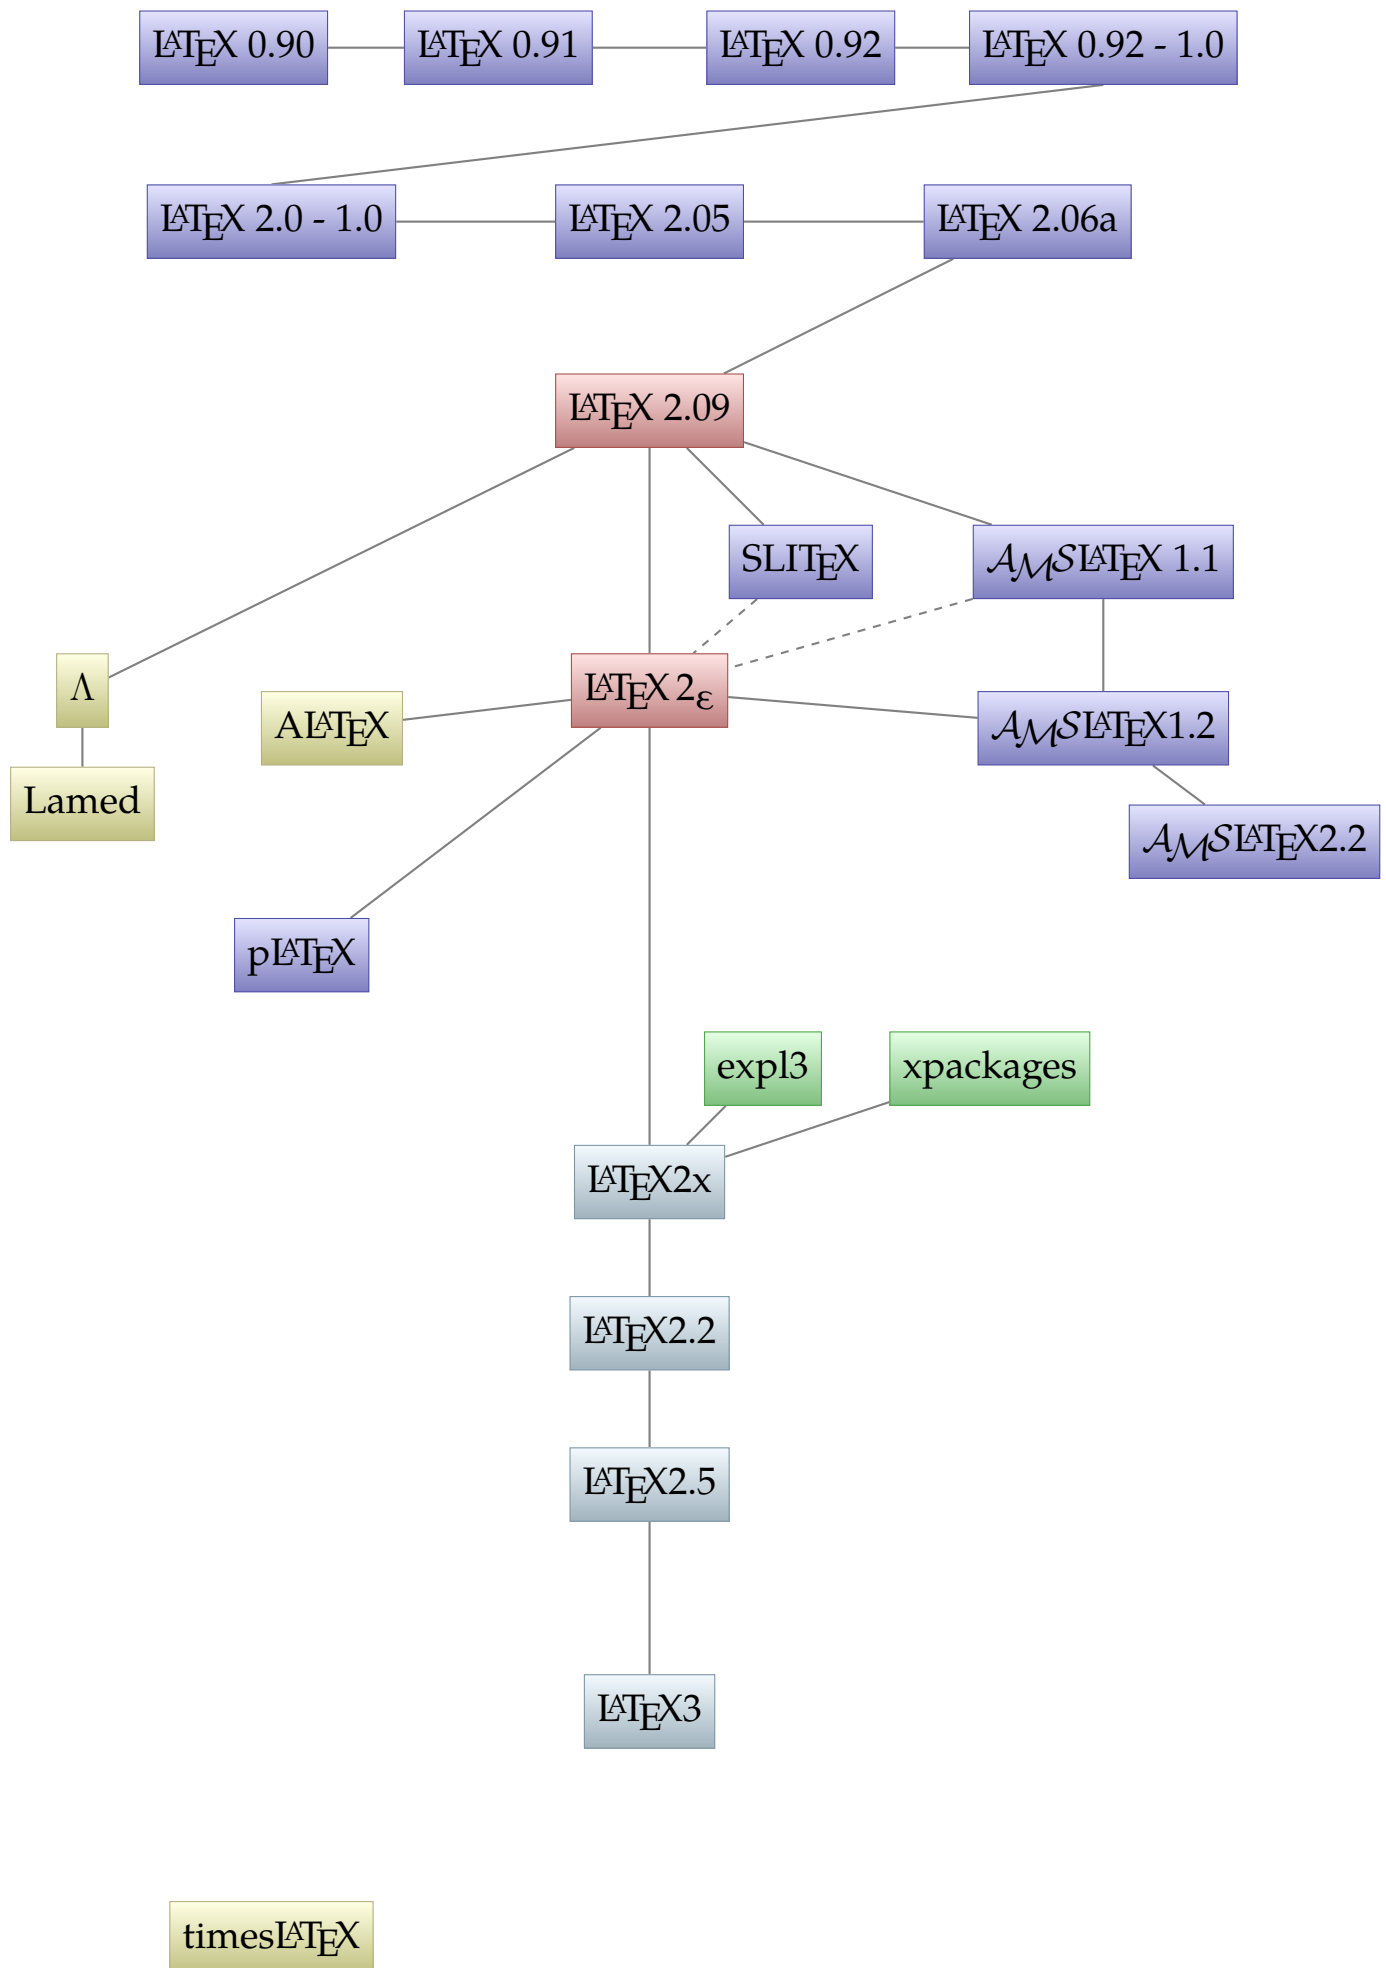 LATEX 0.90
LATEX 0.91
LATEX 0.92
LATEX 0.92 - 1.0
LATEX 2.0 - 1.0
LATEX 2.05
LATEX 2.06a
LATEX 2.09
SLITEX
AMSLATEX 1.1
Λ
LATEX 2ε
ALATEX
AMSLATEX1.2
Lamed
AMSLATEX2.2
pLATEX
expl3
xpackages
LATEX2x
LATEX2.2
LATEX2.5
LATEX3
timesLATEX